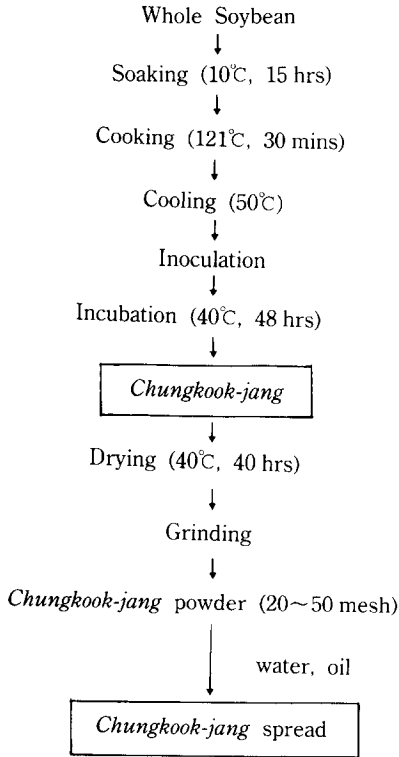 Whole Soybean
Soaking (10℃, 15 hrs)
Cooking (121℃, 30 mins)
Cooling (50℃)
Inoculation
Incubation (40℃, 48 hrs)
Chungkook-jang
Drying (40℃, 40 hrs)
Grinding
Chungkook-jang powder (20~50 mesh)
water, oil
Chungkook-jang spread